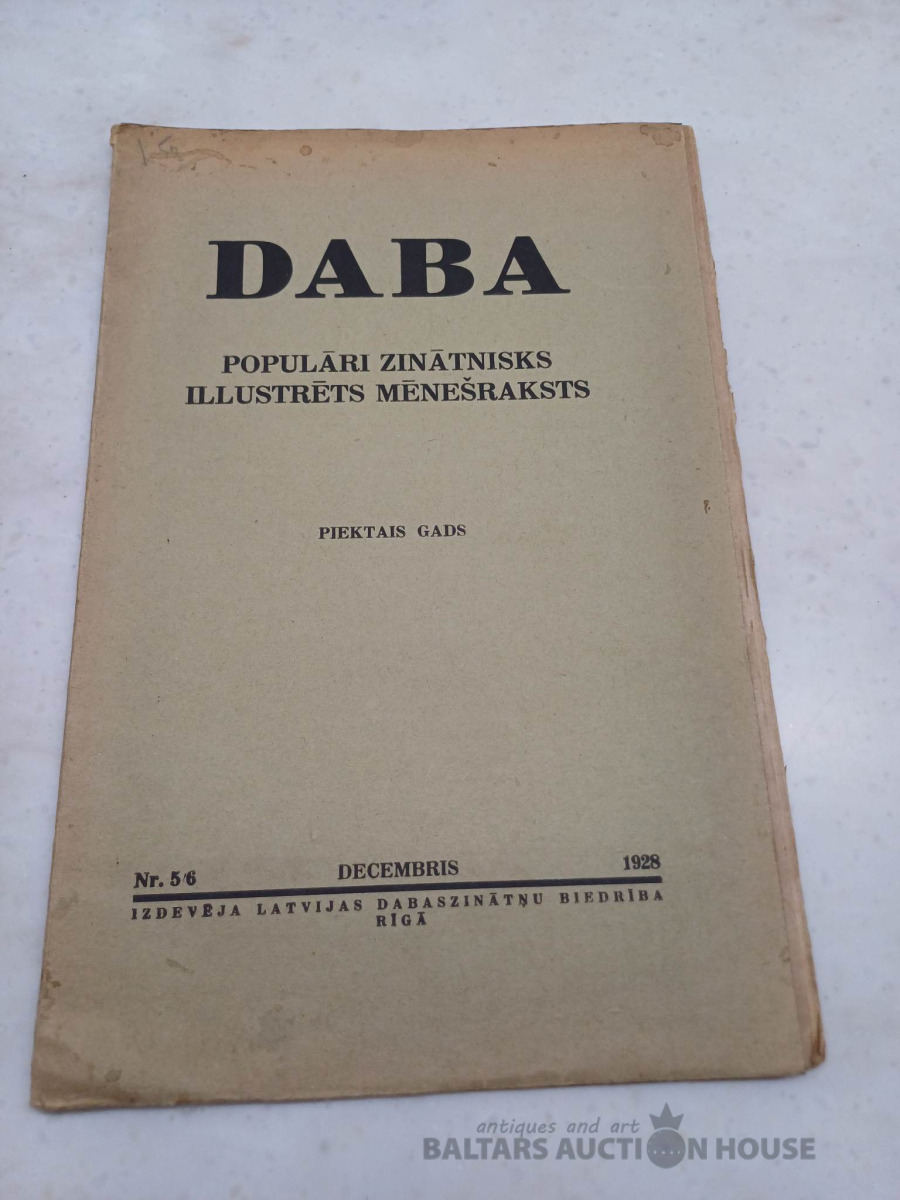 DABA
POPULĀRI ZINĀTNISKS
ILLUSTRĒTS MĒNEŠRAKSTS
PIEKTAIS GADS
Nr. 5/6 DECEMBRIS 1928
IZDEVĒJA LATVIJAS DABASZINĀTŅU BIEDRĪBA
RĪGĀ
antiques and art
BALTARS AUCTION HOUSE